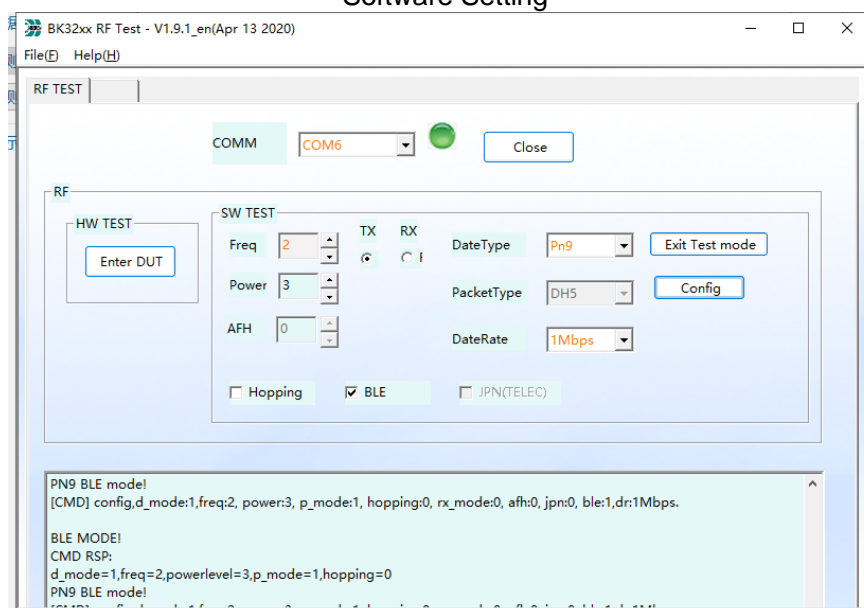 Software Setting
BK32xx RF Test - V1.9.1_en(Apr 13 2020)
File(F) Help(H)
RF TEST
COMM COM6 Close
RF
HW TEST
Enter DUT
SW TEST
TX RX
Freq 2 DateType Pn9 Exit Test mode
Power 3 PacketType DH5 Config
AFH 0 DateRate 1Mbps
Hopping BLE JPN(TELEC)
PN9 BLE mode!
[CMD] config,d_mode:1,freq:2, power:3, p_mode:1, hopping:0, rx_mode:0, afh:0, jpn:0, ble:1,dr:1Mbps.
BLE MODE!
CMD RSP:
d_mode=1,freq=2,powerlevel=3,p_mode=1,hopping=0
PN9 BLE mode!